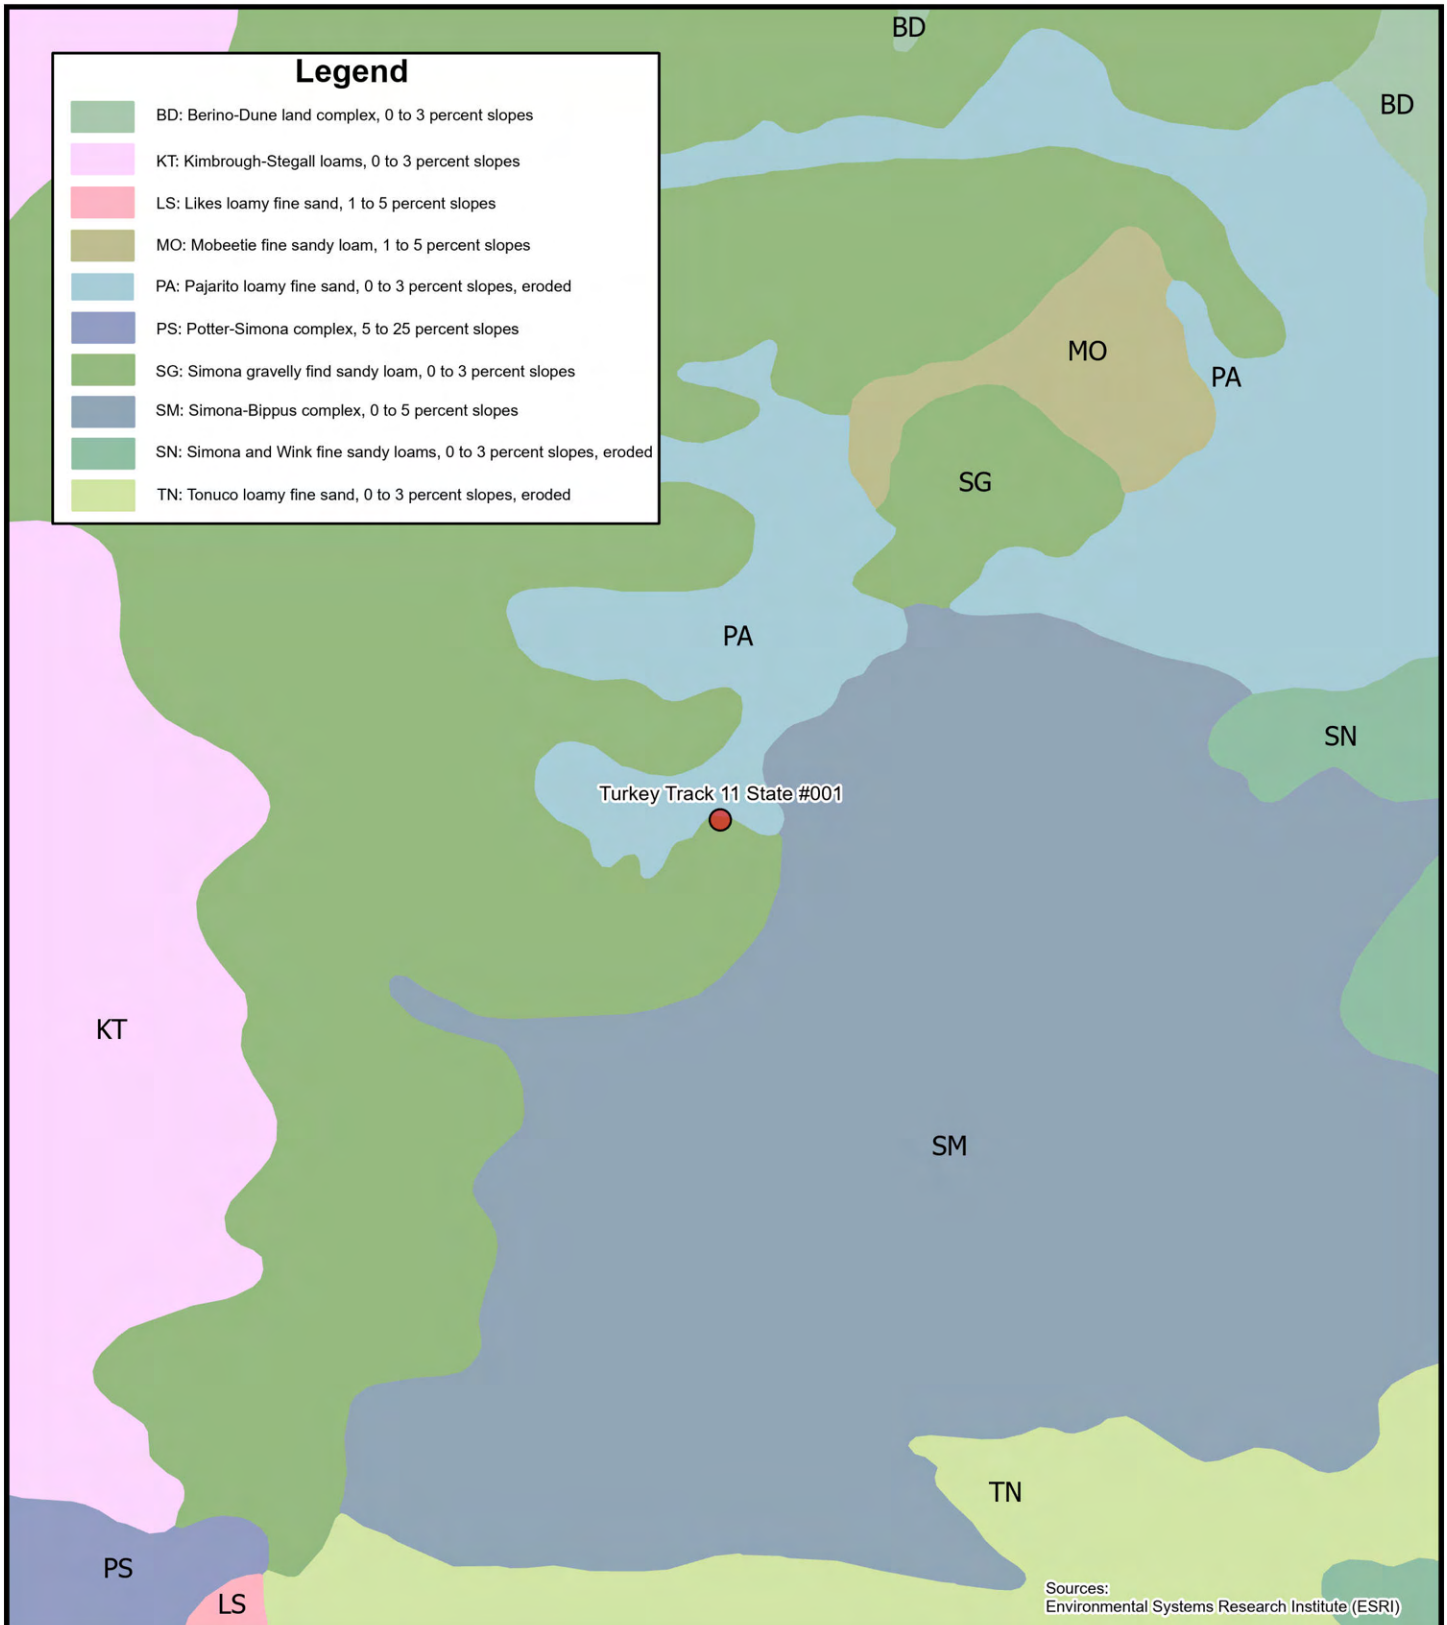 BD
Legend
BD: Berino-Dune land complex, 0 to 3 percent slopes
BD
KT: Kimbrough-Stegall loams, 0 to 3 percent slopes
LS: Likes loamy fine sand, 1 to 5 percent slopes
MO: Mobeetie fine sandy loam, 1 to 5 percent slopes
PA: Pajarito loamy fine sand, 0 to 3 percent slopes, eroded
PS: Potter-Simona complex, 5 to 25 percent slopes
SG: Simona gravelly find sandy loam, 0 to 3 percent slopes
SM: Simona-Bippus complex, 0 to 5 percent slopes
SN: Simona and Wink fine sandy loams, 0 to 3 percent slopes, eroded
TN: Tonuco loamy fine sand, 0 to 3 percent slopes, eroded
MO
PA
SG
PA
SN
Turkey Track 11 State #001
KT
SM
TN
PS
LS
Sources:
Environmental Systems Research Institute (ESRI)